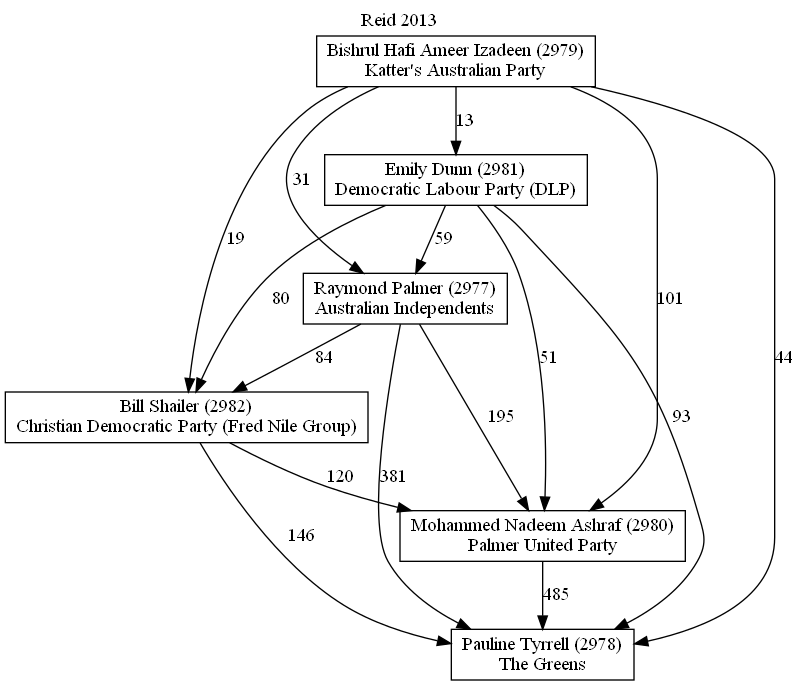 Reid 2013
Bishrul Hafi Ameer Izadeen (2979)
Katter's Australian Party
13
Emily Dunn (2981)
Democratic Labour Party (DLP)
31
19
59
80
Raymond Palmer (2977)
Australian Independents
101
84
51
44
Bill Shailer (2982)
Christian Democratic Party (Fred Nile Group)
195
93
120
381
Mohammed Nadeem Ashraf (2980)
Palmer United Party
146
485
Pauline Tyrrell (2978)
The Greens